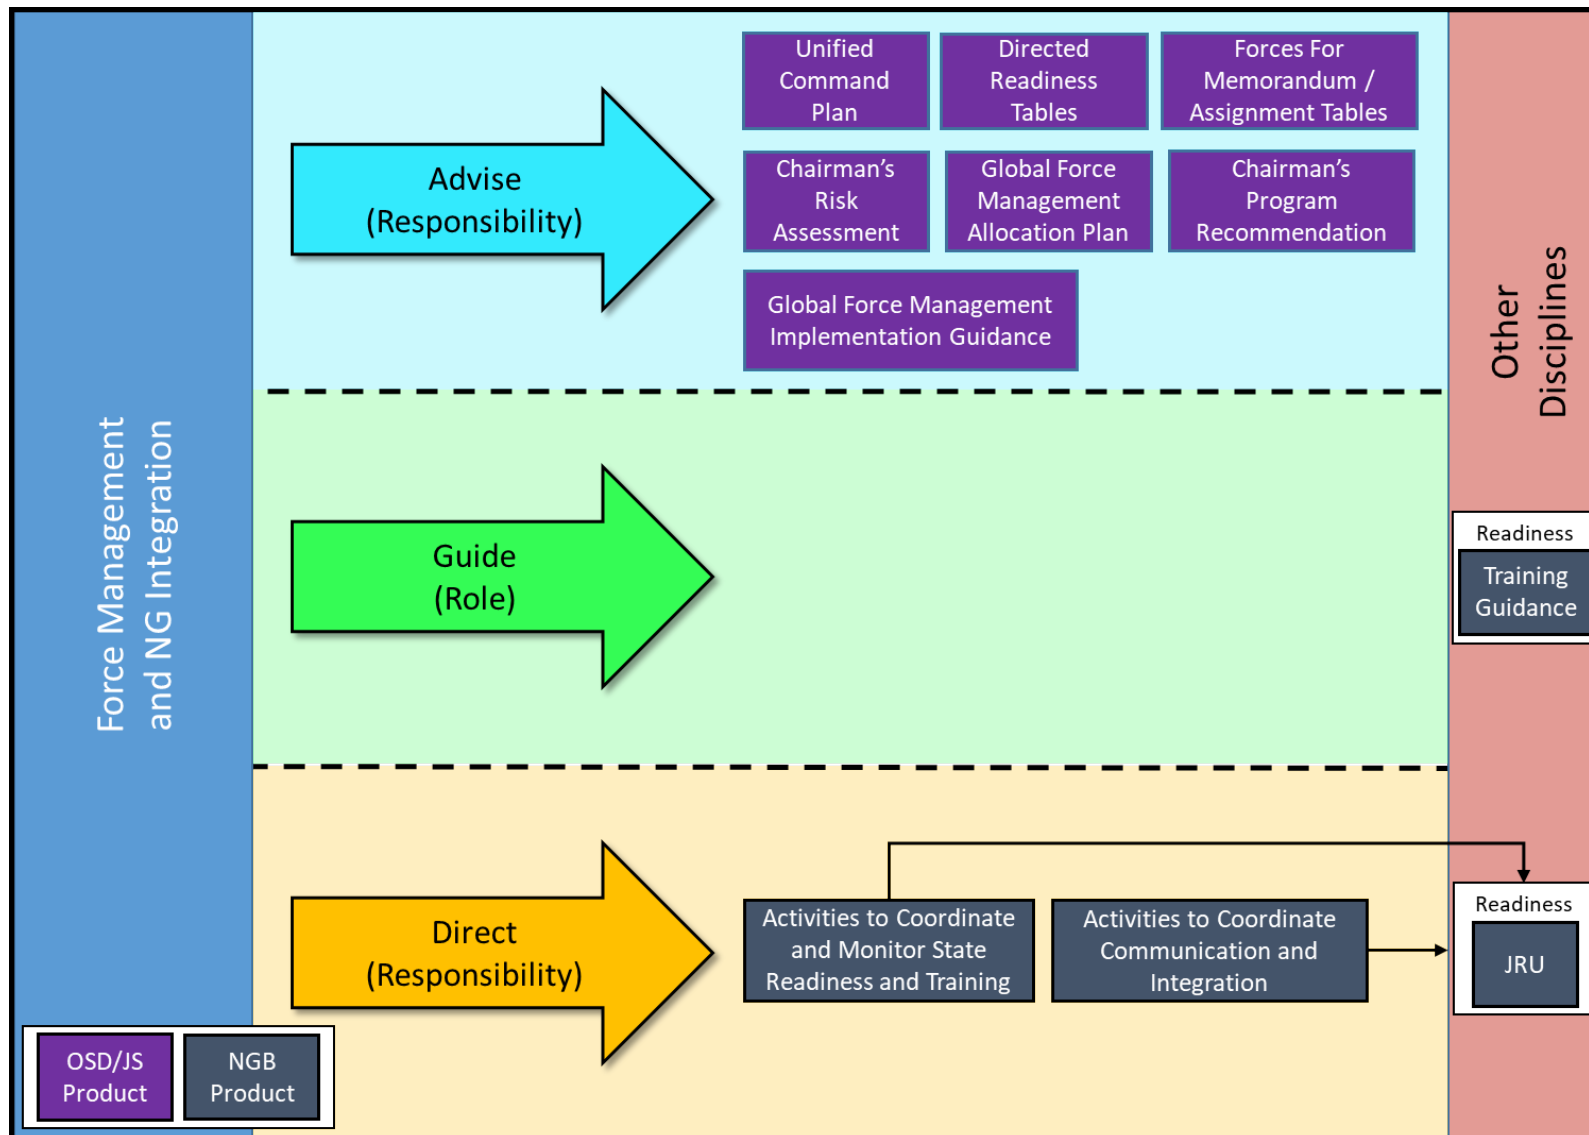 Force Management
and NG Integration
Advise
(Responsibility)
Unified
Command
Plan
Directed
Readiness
Tables
Forces For
Memorandum /
Assignment Tables
Chairman's
Risk
Assessment
Global Force
Management
Allocation Plan
Chairman's
Program
Recommendation
Global Force Management
Implementation Guidance
Other
Disciplines
Guide
(Role)
Readiness
Training
Guidance
Direct
(Responsibility)
Activities to Coordinate
and Monitor State
Readiness and Training
Activities to Coordinate
Communication and
Integration
Readiness
JRU
OSD/JS
Product
NGB
Product